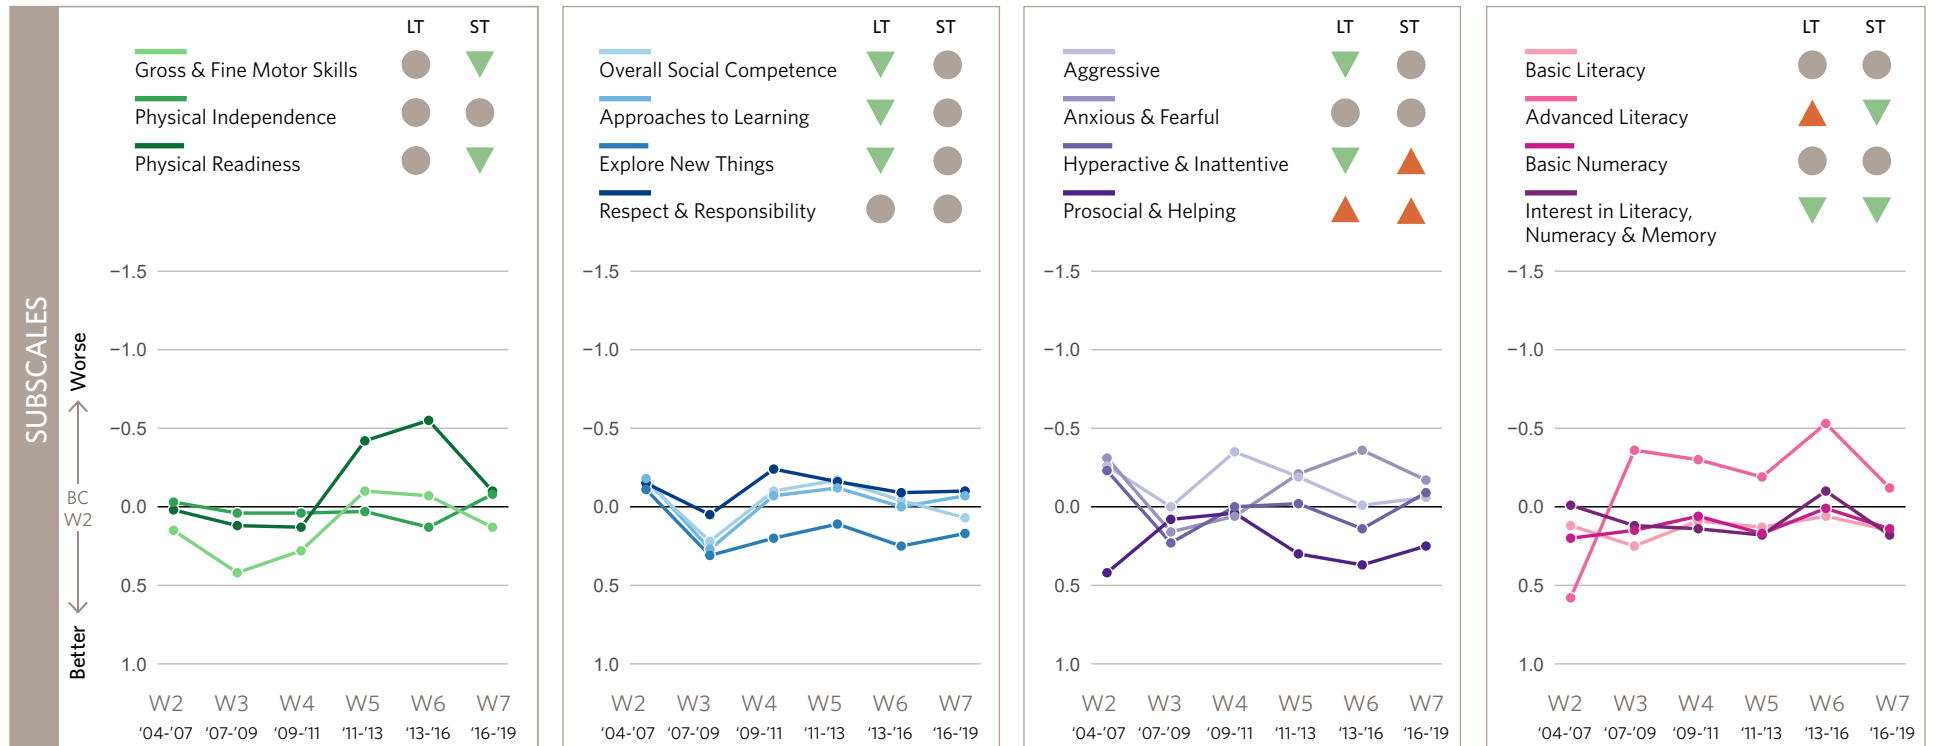 SUBSCALES
Worse
BC
W2
Better
LT ST
Gross & Fine Motor Skills
Physical Independence
Physical Readiness
−1.5
−1.0
−0.5
0.0
0.5
1.0
W2 W3 W4 W5 W6 W7
‘04-’07 ‘07-’09 ‘09-’11 ‘11-’13 ‘13-’16 ‘16-’19
LT ST
Overall Social Competence
Approaches to Learning
Explore New Things
Respect & Responsibility
−1.5
−1.0
−0.5
0.0
0.5
1.0
W2 W3 W4 W5 W6 W7
‘04-’07 ‘07-’09 ‘09-’11 ‘11-’13 ‘13-’16 ‘16-’19
LT ST
Aggressive
Anxious & Fearful
Hyperactive & Inattentive
Prosocial & Helping
−1.5
−1.0
−0.5
0.0
0.5
1.0
W2 W3 W4 W5 W6 W7
‘04-’07 ‘07-’09 ‘09-’11 ‘11-’13 ‘13-’16 ‘16-’19
LT ST
Basic Literacy
Advanced Literacy
Basic Numeracy
Interest in Literacy,
Numeracy & Memory
−1.5
−1.0
−0.5
0.0
0.5
1.0
W2 W3 W4 W5 W6 W7
‘04-’07 ‘07-’09 ‘09-’11 ‘11-’13 ‘13-’16 ‘16-’19